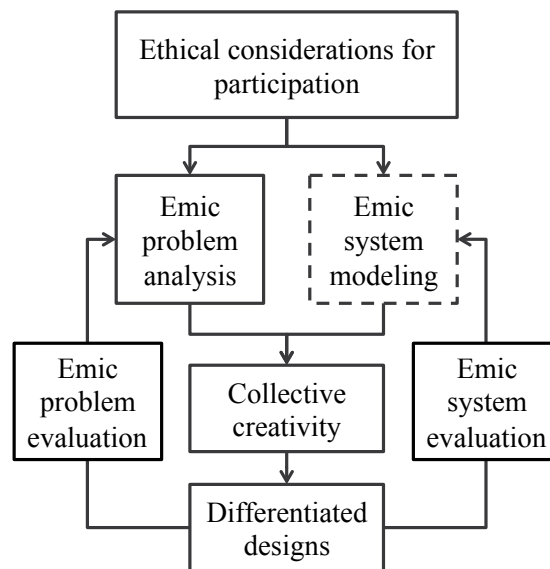 Ethical considerations for
participation
Emic
problem
analysis
Emic
system
modeling
Emic
problem
evaluation
Collective
creativity
Emic
system
evaluation
Differentiated
designs